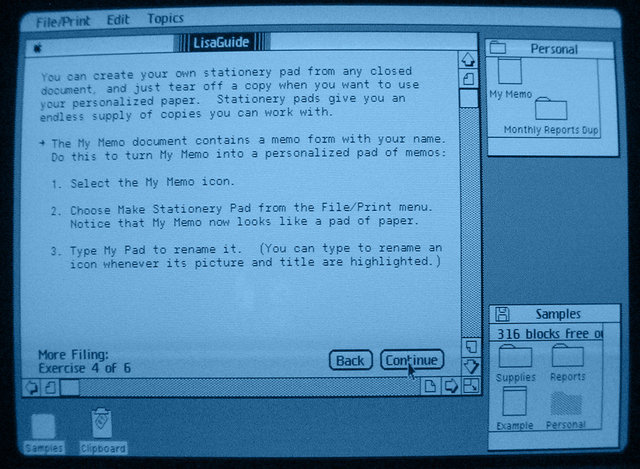 File/Print Edit Topics
LisaGuide
You can create your own stationery pad from any closed
document, and just tear off a copy when you want to use
your personalized paper. Stationery pads give you an
endless supply of copies you can work with.
→ The My Memo document contains a memo form with your name.
Do this to turn My Memo into a personalized pad of memos:
1. Select the My Memo icon.
2. Choose Make Stationery Pad from the File/Print menu.
Notice that My Memo now looks like a pad of paper.
3. Type My Pad to rename it. (You can type to rename an
icon whenever its picture and title are highlighted.)
More Filing:
Exercise 4 of 6
Back Continue
Personal
My Memo
Monthly Reports Dup
Samples
316 blocks free
Supplies Reports
Example Personal
Samples Clipboard